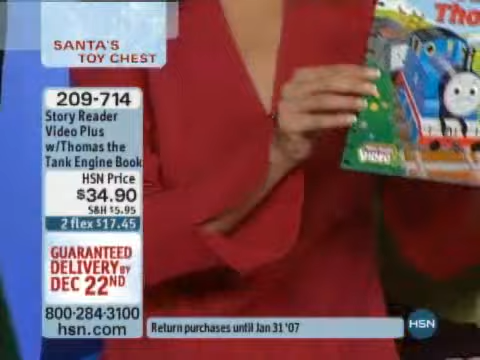 SANTA'S
TOY CHEST
209-714
Story Reader
Video Plus
w/Thomas the
Tank Engine Book
HSN Price
$34.90
S&H $5.95
2 flex $17.45
GUARANTEED
DELIVERY BY
DEC 22ND
800-284-3100
hsn.com
Return purchases until Jan 31 '07
HSN
Tho
Video